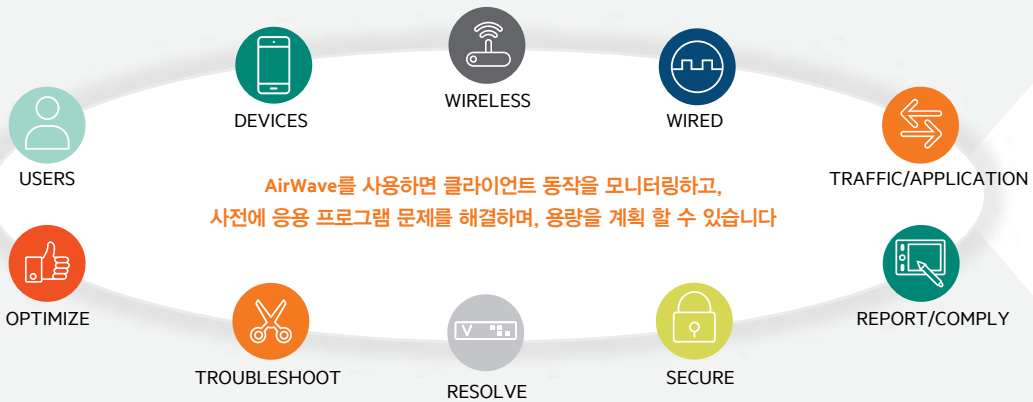 WIRELESS
DEVICES
WIRED
USERS
TRAFFIC/APPLICATION
AirWave를 사용하면 클라이언트 동작을 모니터링하고,
사전에 응용 프로그램 문제를 해결하며, 용량을 계획 할 수 있습니다
OPTIMIZE
REPORT/COMPLY
TROUBLESHOOT
V
RESOLVE
SECURE